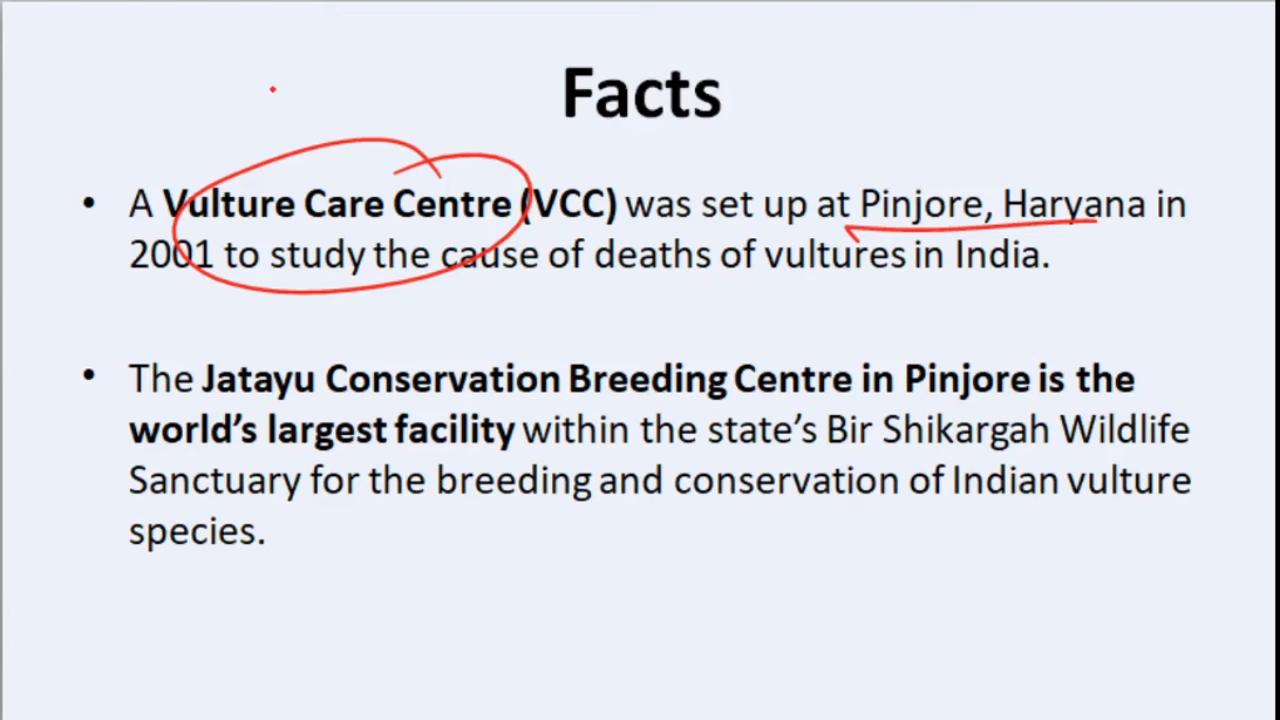 Facts
• A Vulture Care Centre (VCC) was set up at Pinjore, Haryana in
2001 to study the cause of deaths of vultures in India.
• The Jatayu Conservation Breeding Centre in Pinjore is the
world's largest facility within the state's Bir Shikargah Wildlife
Sanctuary for the breeding and conservation of Indian vulture
species.